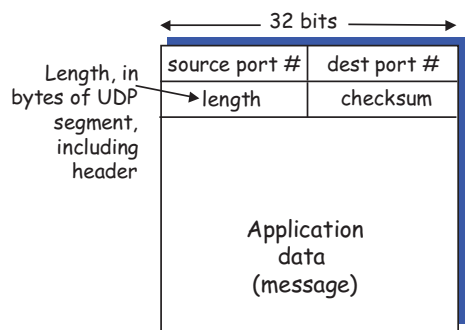 32 bits
source port #
dest port #
Length, in
bytes of UDP
segment,
including
header
length
checksum
Application
data
(message)